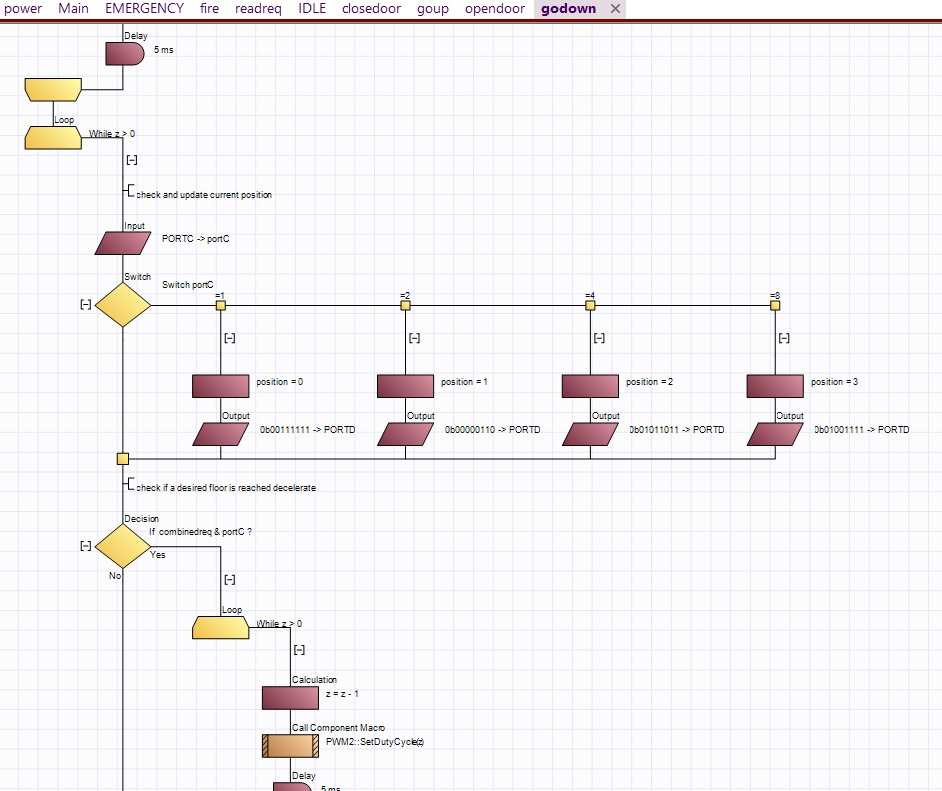 power Main EMERGENCY fire readreq IDLE closedoor goup opendoor godown ✕
Delay
5 ms
Loop
While z > 0
[-]
check and update current position
Input
PORTC -> portC
Switch
[-]
Switch portC
=1 =2 =4 =8
[-] [-] [-] [-]
position = 0 position = 1 position = 2 position = 3
Output Output Output Output
0b00111111 -> PORTD 0b00000110 -> PORTD 0b01011011 -> PORTD 0b01001111 -> PORTD
check if a desired floor is reached decelerate
Decision
If combinedreq & portC ?
[-]
Yes
No
[-]
Loop
While z > 0
[-]
Calculation
z = z - 1
Call Component Macro
PWM2::SetDutyCycle(z)
Delay
5 ms